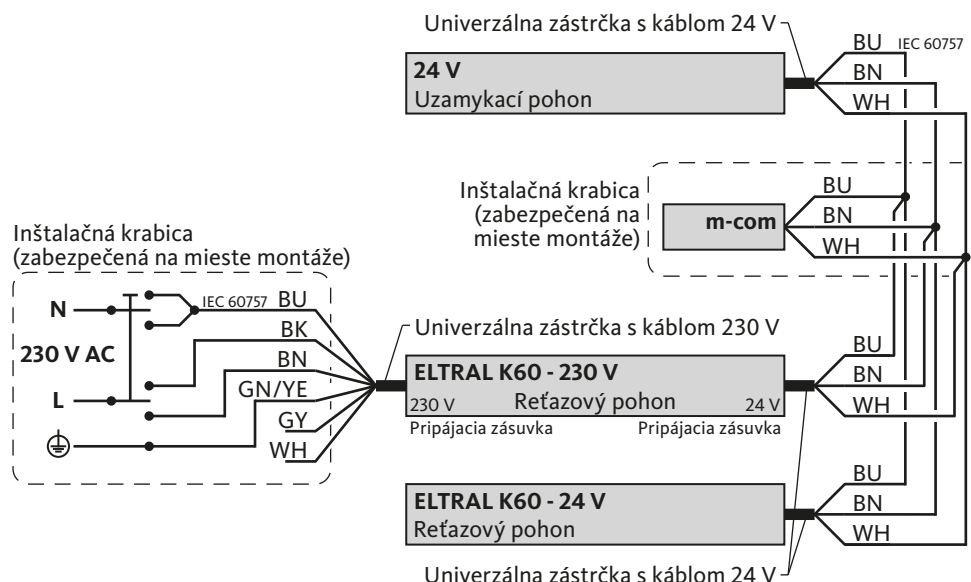 Univerzálna zástrčka s káblom 24 V
BU IEC 60757
24 V
Uzamykací pohon
BN
WH
Inštalačná krabica
(zabezpečená na
mieste montáže)
m-com
BU
BN
WH
Inštalačná krabica
(zabezpečená na mieste montáže)
N
IEC 60757 BU
BK
230 V AC
BN
L
GN/YE
GY
WH
Univerzálna zástrčka s káblom 230 V
ELTRAL K60 - 230 V
230 V Reťazový pohon 24 V
Pripájacia zásuvka Pripájacia zásuvka
BU
BN
WH
ELTRAL K60 - 24 V
Reťazový pohon
BU
BN
WH
Univerzálna zástrčka s káblom 24 V